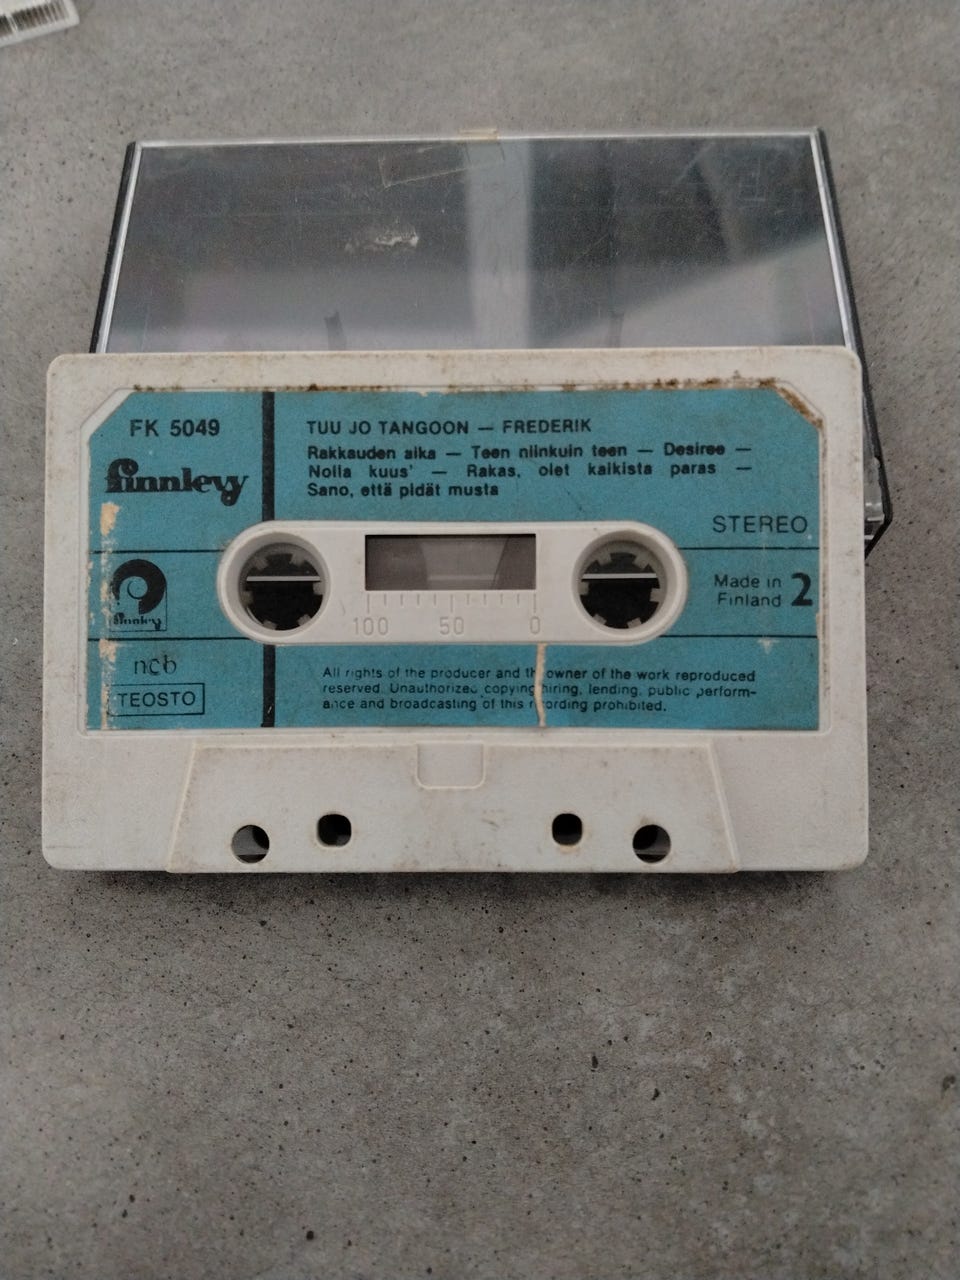 FK 5049
finnlevy
TUU JO TANGOON — FREDERIK
Rakkauden aika — Teen niinkuin teen — Desiree —
Nolla kuus' — Rakas, olet kaikista paras —
Sano, että pidät musta
STEREO
finnlevy
Made in
Finland
2
100 50 0
ncb
TEOSTO
All rights of the producer and the owner of the work reproduced
reserved. Unauthorized copying hiring, lending, public perform-
ance and broadcasting of this recording prohibited.